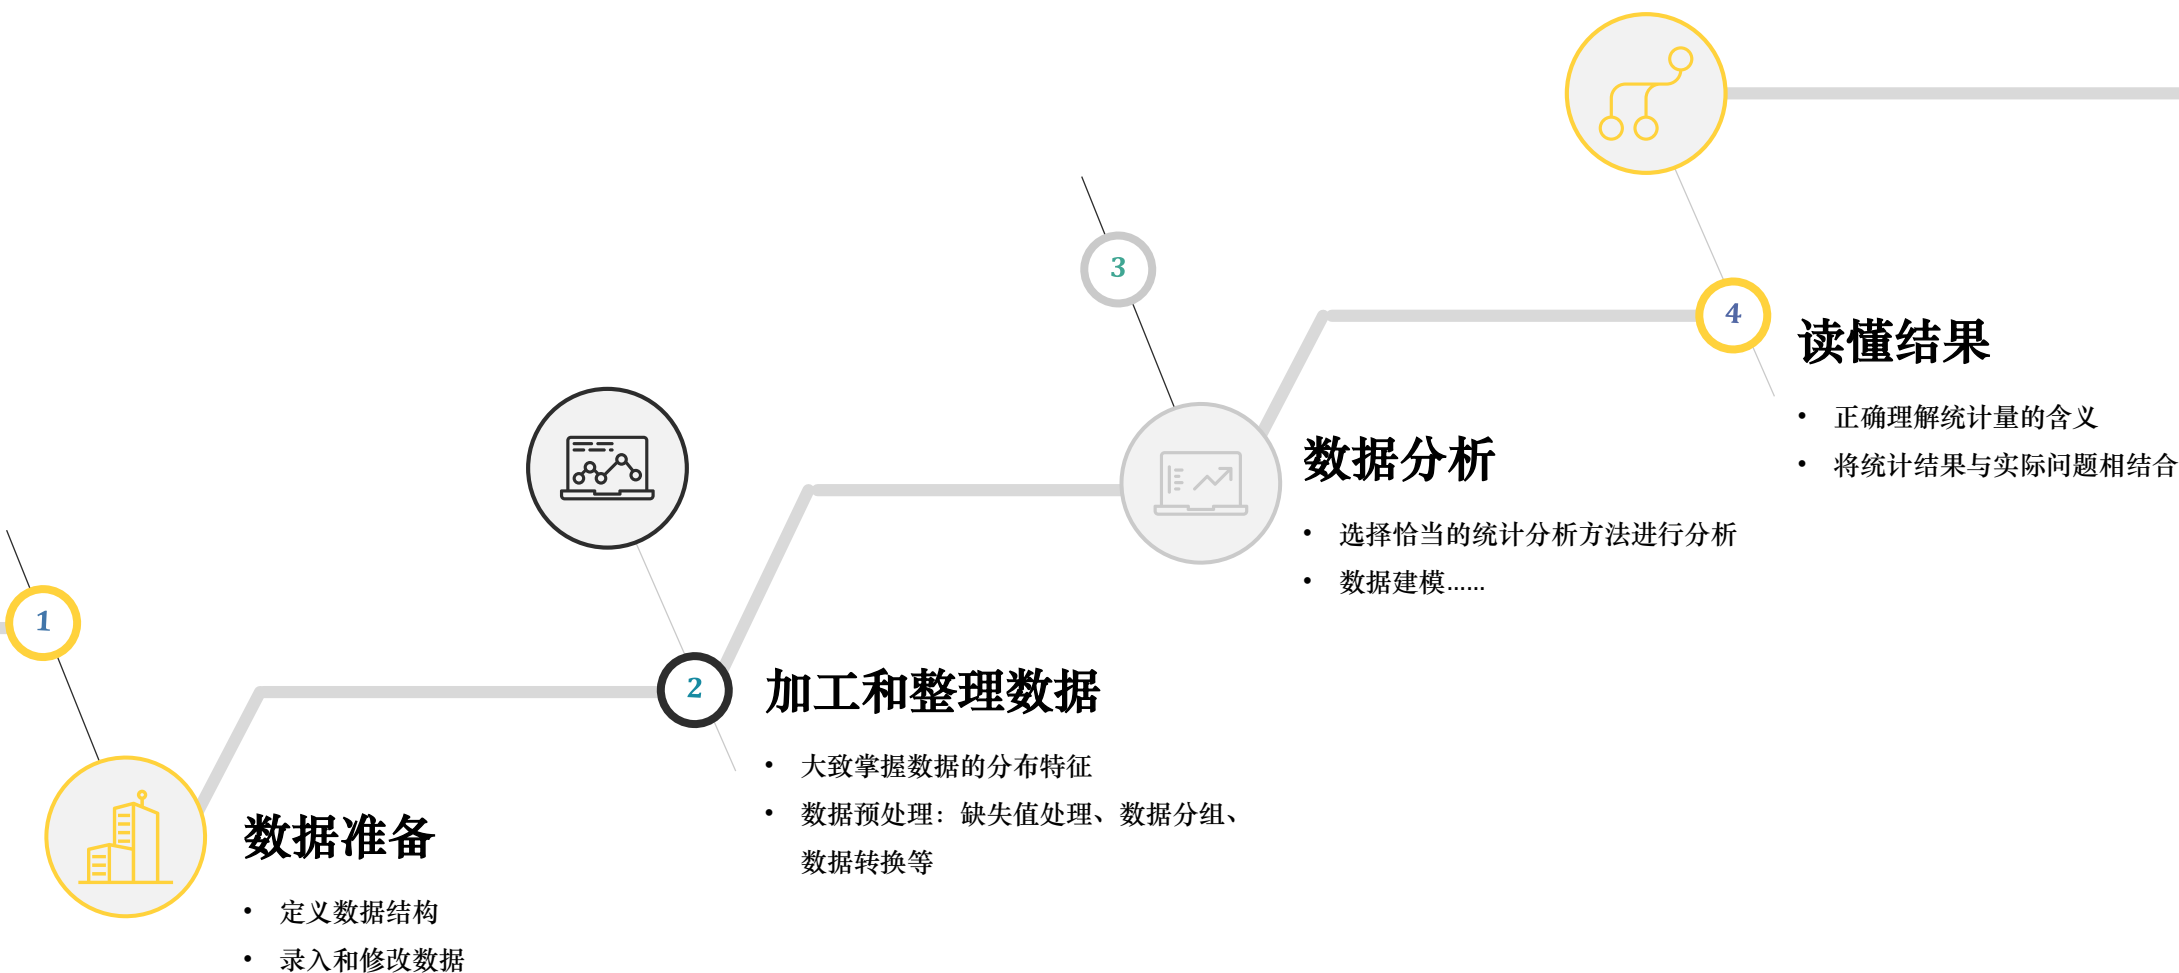 1
数据准备
• 定义数据结构
• 录入和修改数据
2
加工和整理数据
• 大致掌握数据的分布特征
• 数据预处理：缺失值处理、数据分组、
数据转换等
3
数据分析
• 选择恰当的统计分析方法进行分析
• 数据建模......
4
读懂结果
• 正确理解统计量的含义
• 将统计结果与实际问题相结合